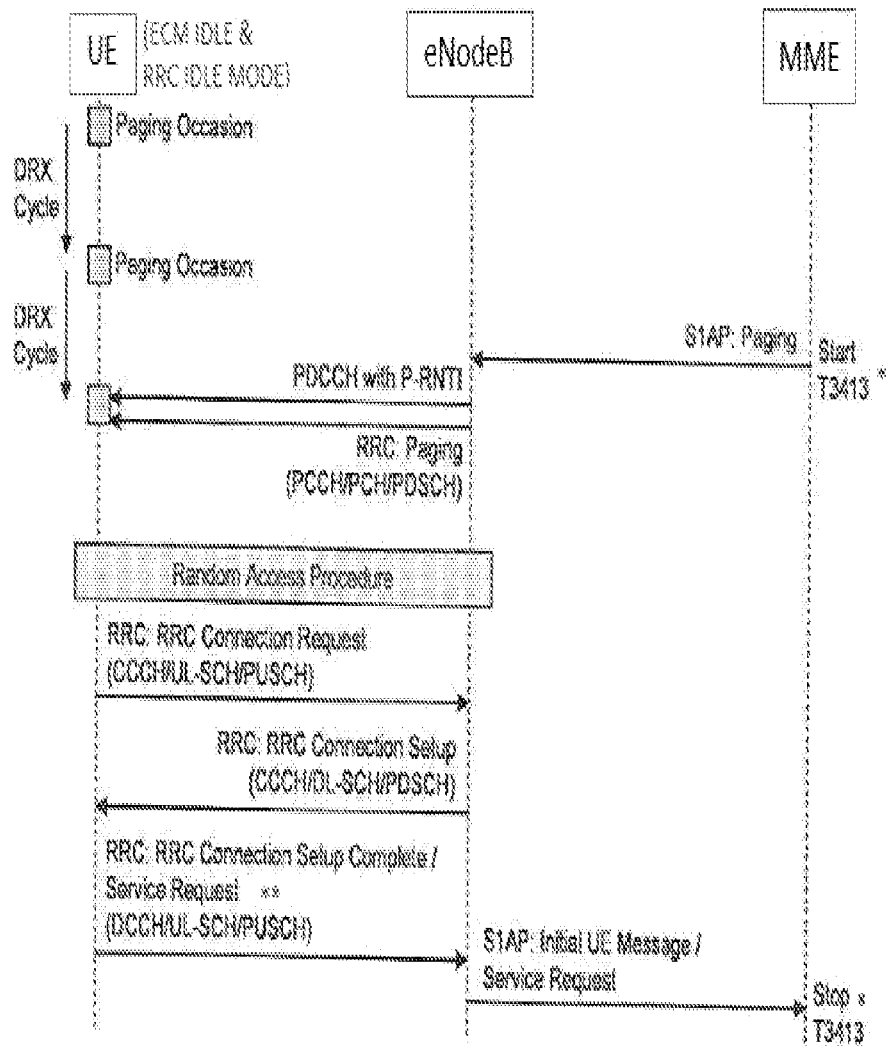 UE
(ECM IDLE &
RRC IDLE MODE)
eNodeB
MME
Paging Occasion
DRX
Cycle
Paging Occasion
DRX
Cycle
S1AP: Paging
Start
T3413 *
PDCCH with P-RNTI
RRC: Paging
(PCCH/PCH/PDSCH)
Random Access Procedure
RRC: RRC Connection Request
(CCCH/UL-SCH/PUSCH)
RRC: RRC Connection Setup
(CCCH/DL-SCH/PDSCH)
RRC: RRC Connection Setup Complete /
Service Request **
(DCCH/UL-SCH/PUSCH)
S1AP: Initial UE Message /
Service Request
Stop *
T3413